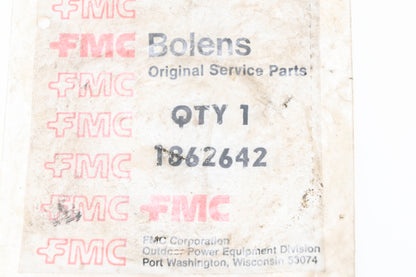 FMC
FMC Bolens
Original Service Parts
FMC
FMC QTY 1
FMC 1862642
FMC FMC
FMC Corporation
Outdoor Power Equipment Division
FMC Port Washington, Wisconsin 53074